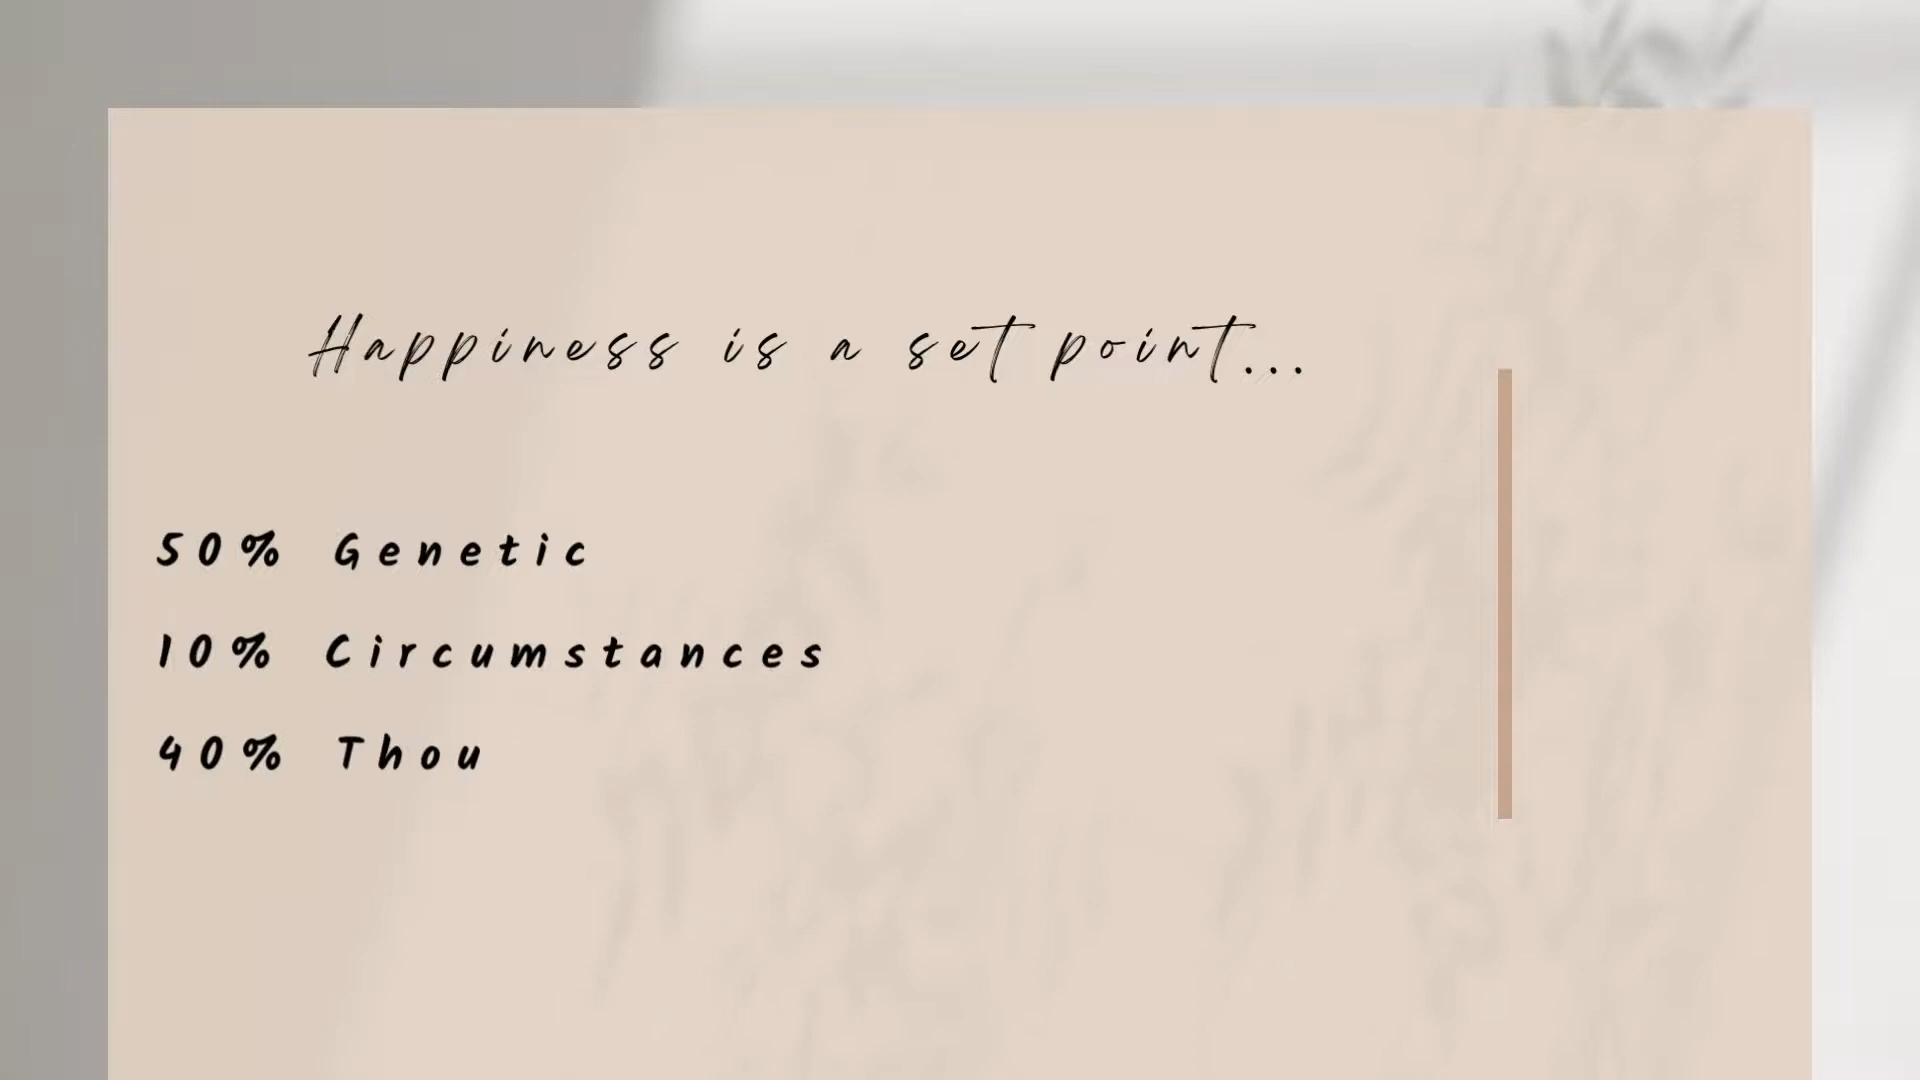 Happiness is a set point...
50% Genetic
10% Circumstances
40% Thou